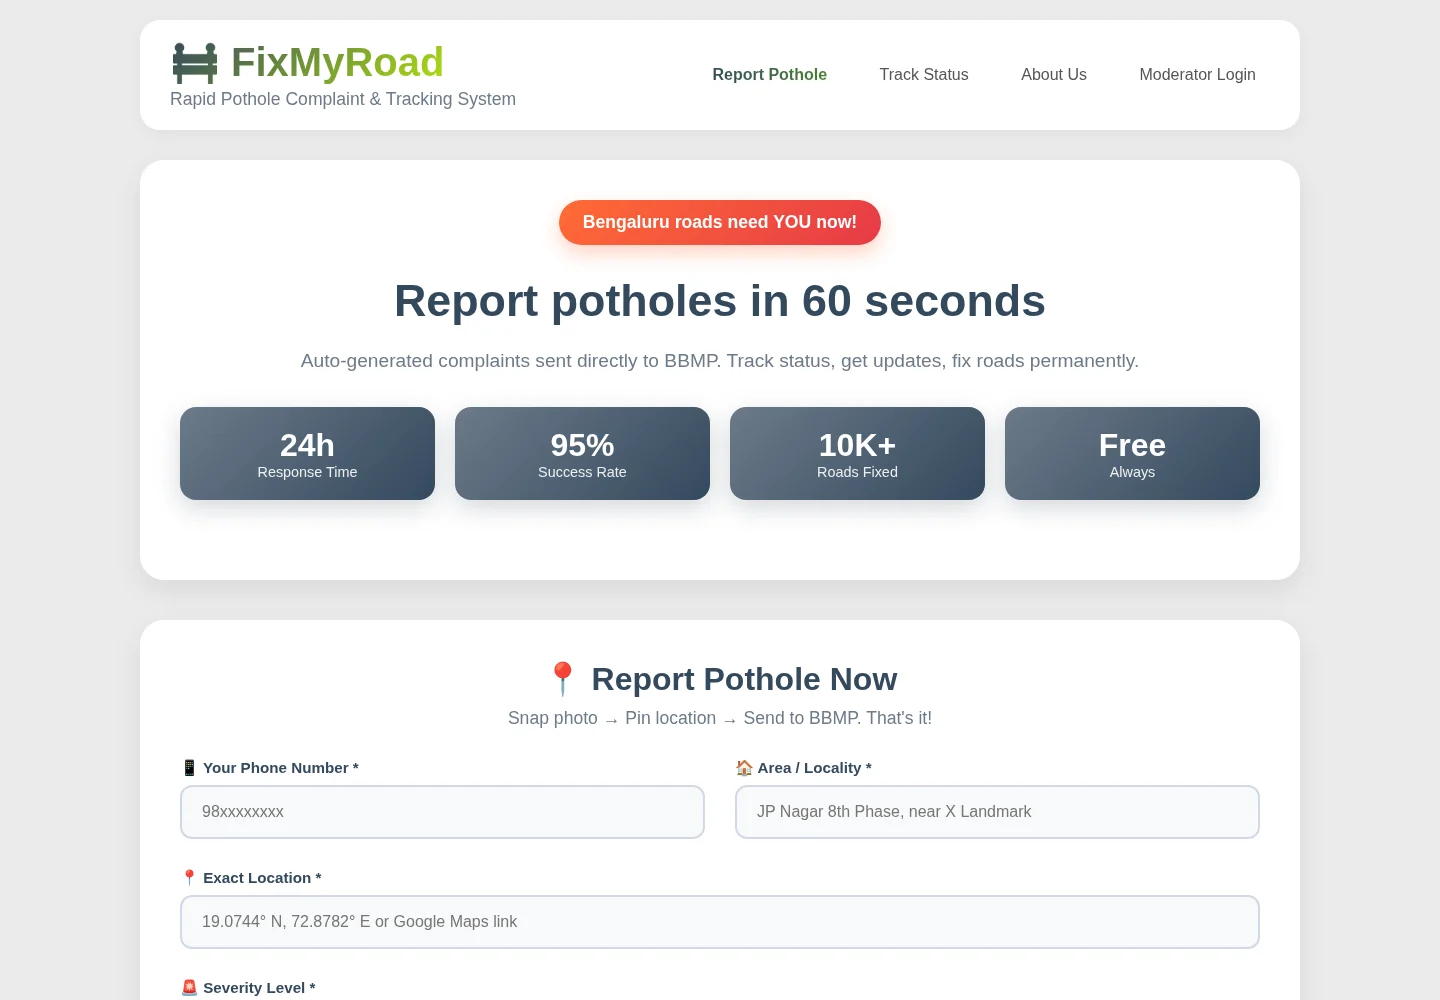 FixMyRoad
Rapid Pothole Complaint & Tracking System
Report Pothole
Track Status
About Us
Moderator Login
Bengaluru roads need YOU now!
Report potholes in 60 seconds
Auto-generated complaints sent directly to BBMP. Track status, get updates, fix roads permanently.
24h
Response Time
95%
Success Rate
10K+
Roads Fixed
Free
Always
📍 Report Pothole Now
Snap photo → Pin location → Send to BBMP. That's it!
📱 Your Phone Number *
98xxxxxxxx
🏠 Area / Locality *
JP Nagar 8th Phase, near X Landmark
📍 Exact Location *
19.0744° N, 72.8782° E or Google Maps link
🚨 Severity Level *